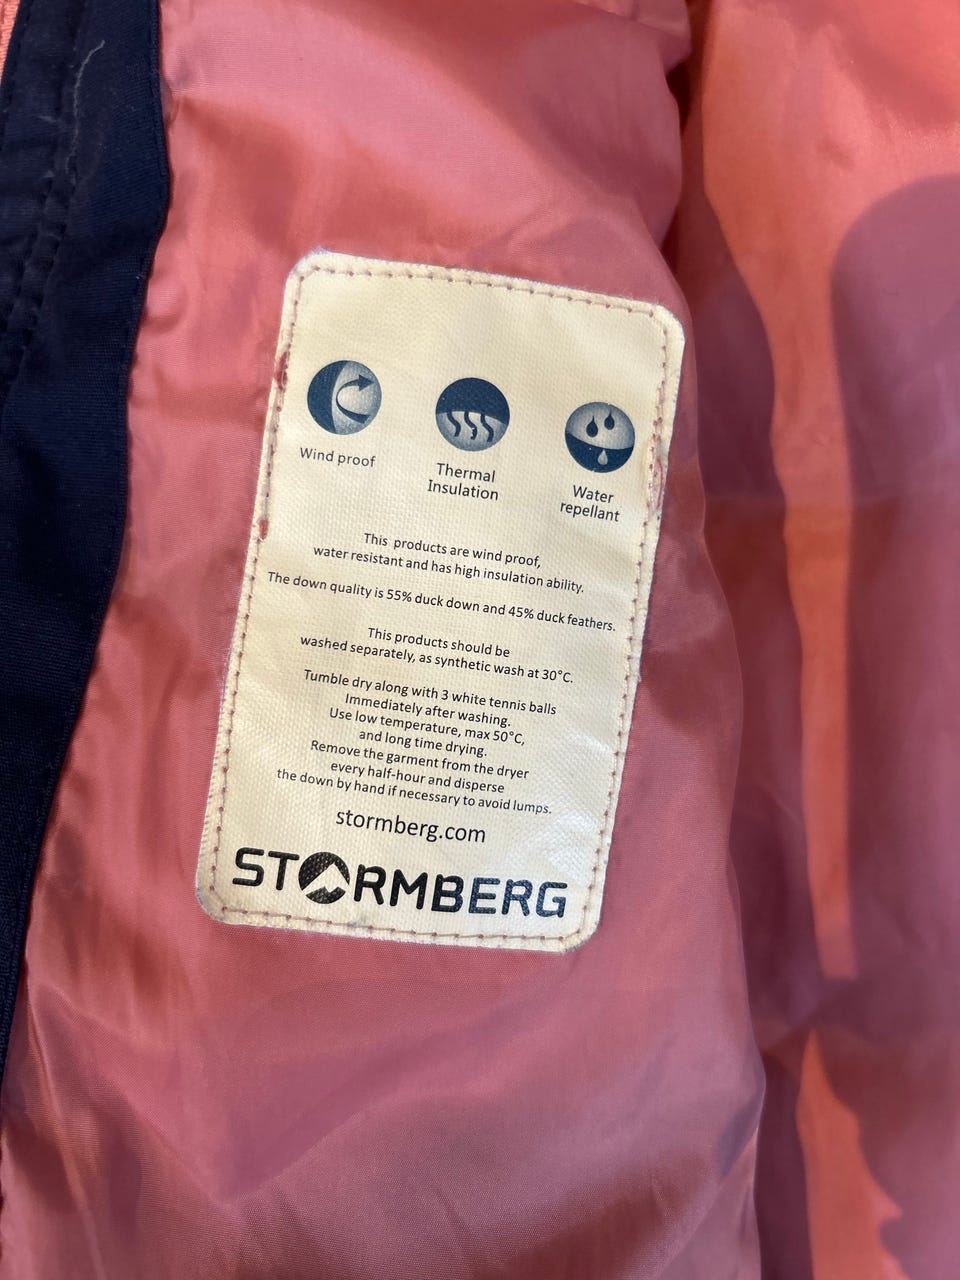 Wind proof
Thermal
Insulation
Water
repellant
This products are wind proof,
water resistant and has high insulation ability.
The down quality is 55% duck down and 45% duck feathers.
This products should be
washed separately, as synthetic wash at 30°C.
Tumble dry along with 3 white tennis balls
Immediately after washing.
Use low temperature, max 50°C,
and long time drying.
Remove the garment from the dryer
every half-hour and disperse
the down by hand if necessary to avoid lumps.
stormberg.com
STORMBERG